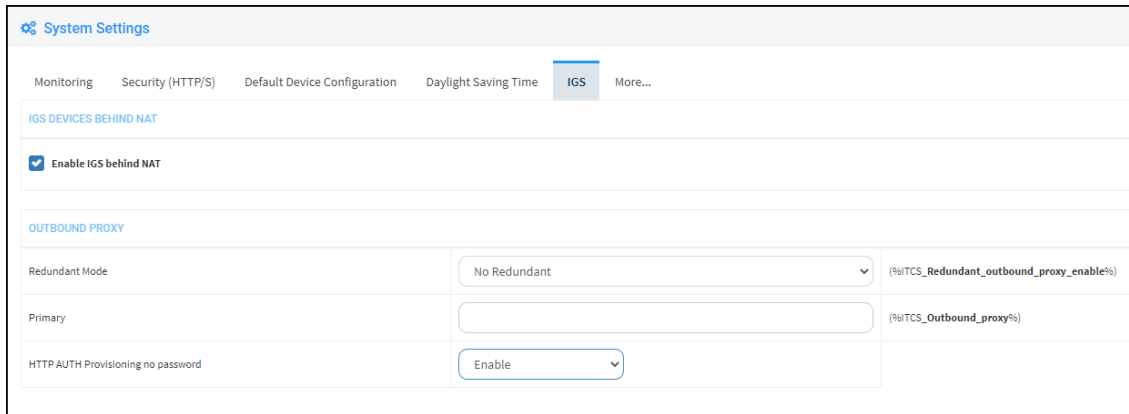 System Settings
Monitoring Security (HTTP/S) Default Device Configuration Daylight Saving Time IGS More...
IGS DEVICES BEHIND NAT
Enable IGS behind NAT
OUTBOUND PROXY
Redundant Mode No Redundant (%ITCS_Redundant_outbound_proxy_enable%)
Primary (%ITCS_Outbound_proxy%)
HTTP AUTH Provisioning no password Enable